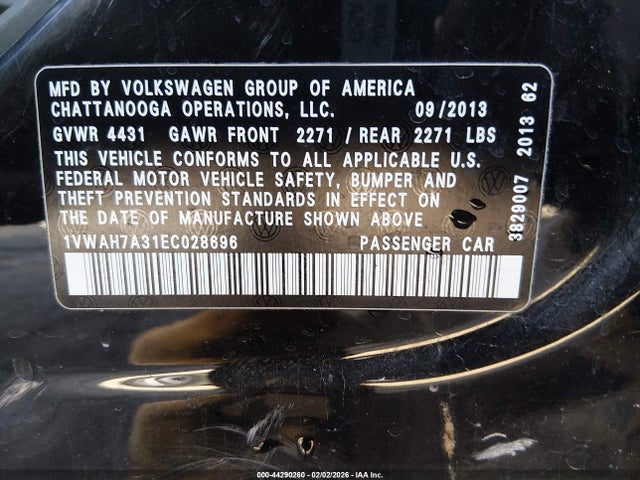 MFD BY VOLKSWAGEN GROUP OF AMERICA
CHATTANOOGA OPERATIONS, LLC. 09/2013
GVWR 4431 GAWR FRONT 2271 / REAR 2271 LBS
THIS VEHICLE CONFORMS TO ALL APPLICABLE U.S.
FEDERAL MOTOR VEHICLE SAFETY, BUMPER AND
THEFT PREVENTION STANDARDS IN EFFECT ON
THE DATE OF MANUFACTURE SHOWN ABOVE
1VWAH7A31EC028696 PASSENGER CAR
3829007 2013 62
000-44290260 - 02/02/2026 - IAA Inc.